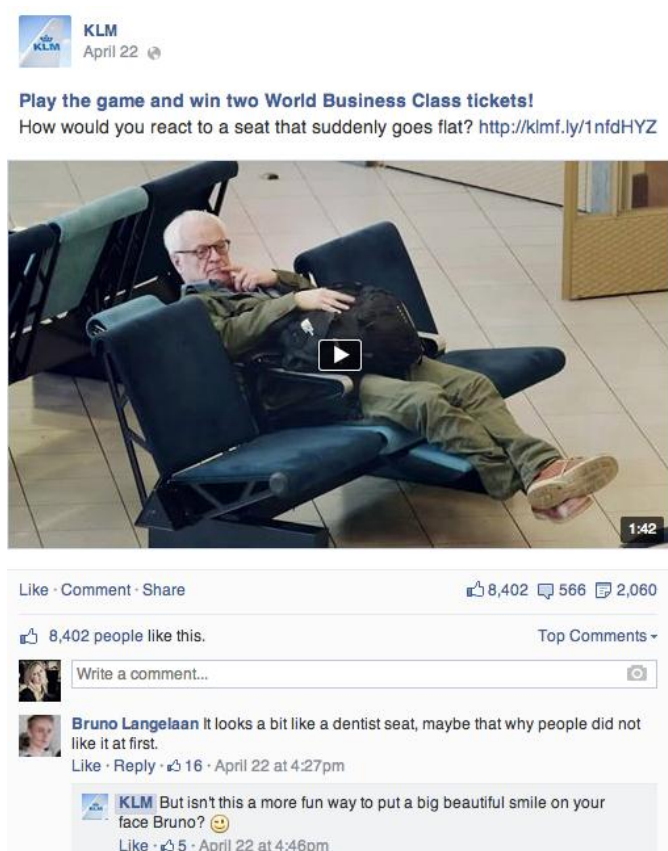 KLM
KLM
April 22
Play the game and win two World Business Class tickets!
How would you react to a seat that suddenly goes flat? http://klmf.ly/1nfdHYZ
1:42
Like · Comment · Share
8,402 566 2,060
8,402 people like this.
Top Comments
Write a comment...
Bruno Langelaan It looks a bit like a dentist seat, maybe that why people did not
like it at first.
Like · Reply · 16 · April 22 at 4:27pm
KLM But isn't this a more fun way to put a big beautiful smile on your
face Bruno?
Like · 5 · April 22 at 4:46pm